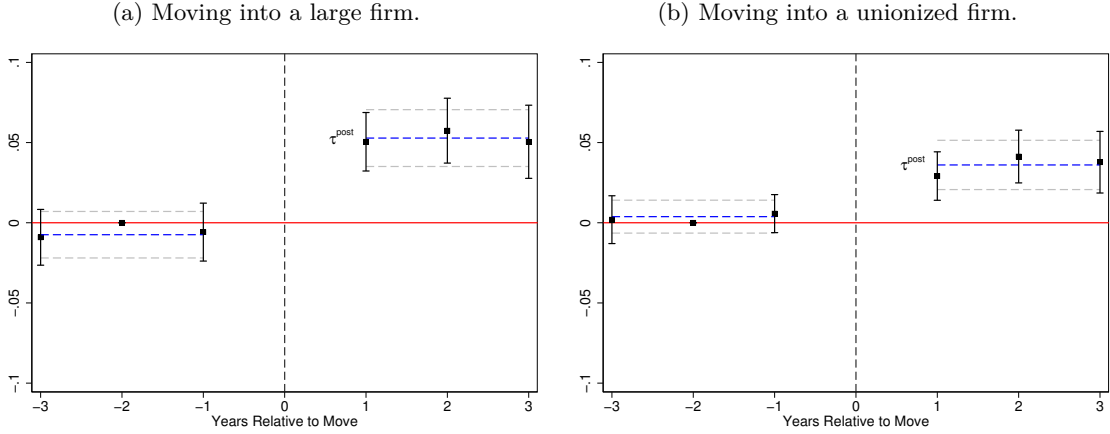 (a) Moving into a large firm.
.1
.05
0
-.05
-.1
τ^post
-3 -2 -1 0 1 2 3
Years Relative to Move
(b) Moving into a unionized firm.
.1
.05
0
-.05
-.1
τ^post
-3 -2 -1 0 1 2 3
Years Relative to Move